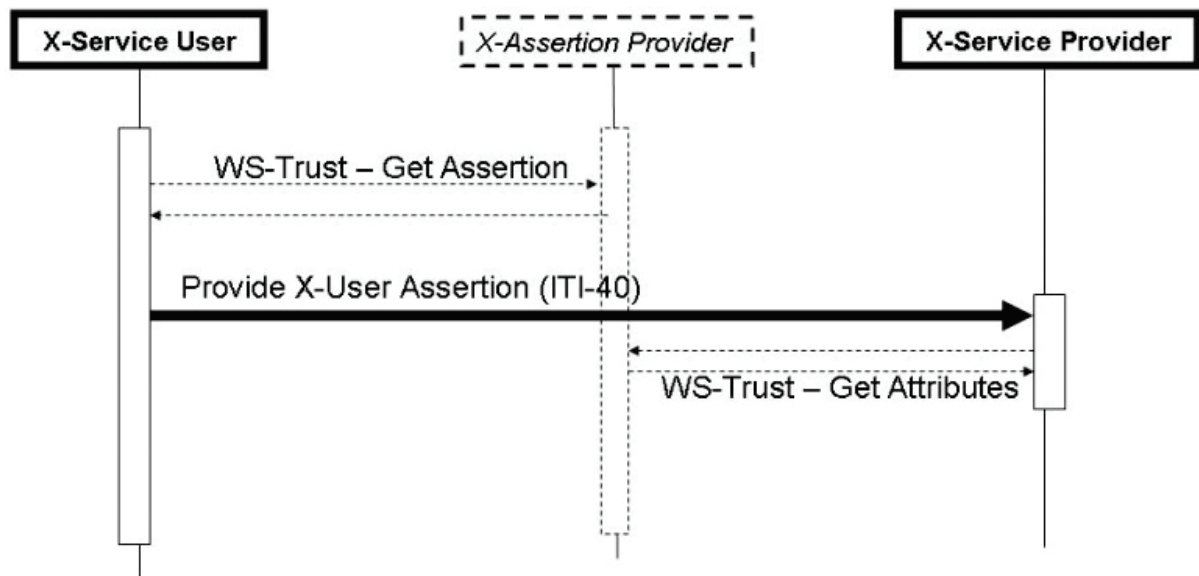 X-Service User
X-Assertion Provider
X-Service Provider
WS-Trust – Get Assertion
Provide X-User Assertion (ITI-40)
WS-Trust – Get Attributes